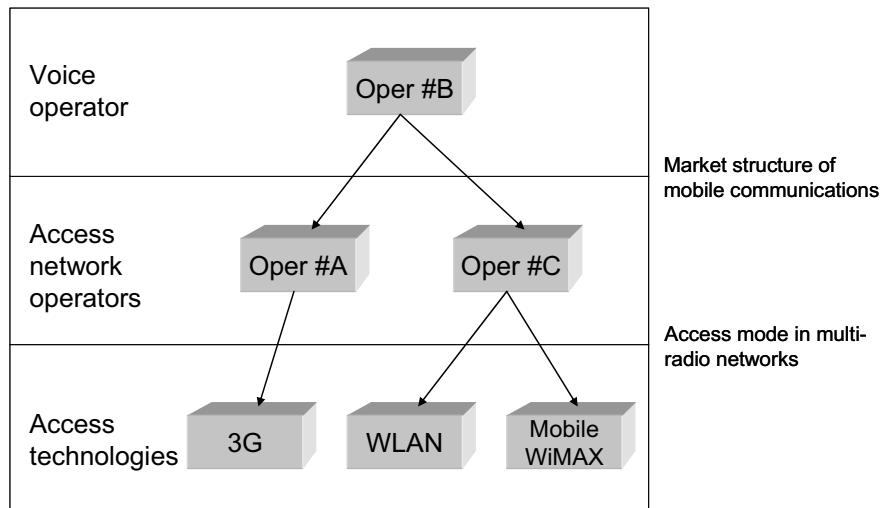 Voice
operator
Oper #B
Market structure of
mobile communications
Access
network
operators
Oper #A
Oper #C
Access mode in multi-
radio networks
Access
technologies
3G
WLAN
Mobile
WiMAX